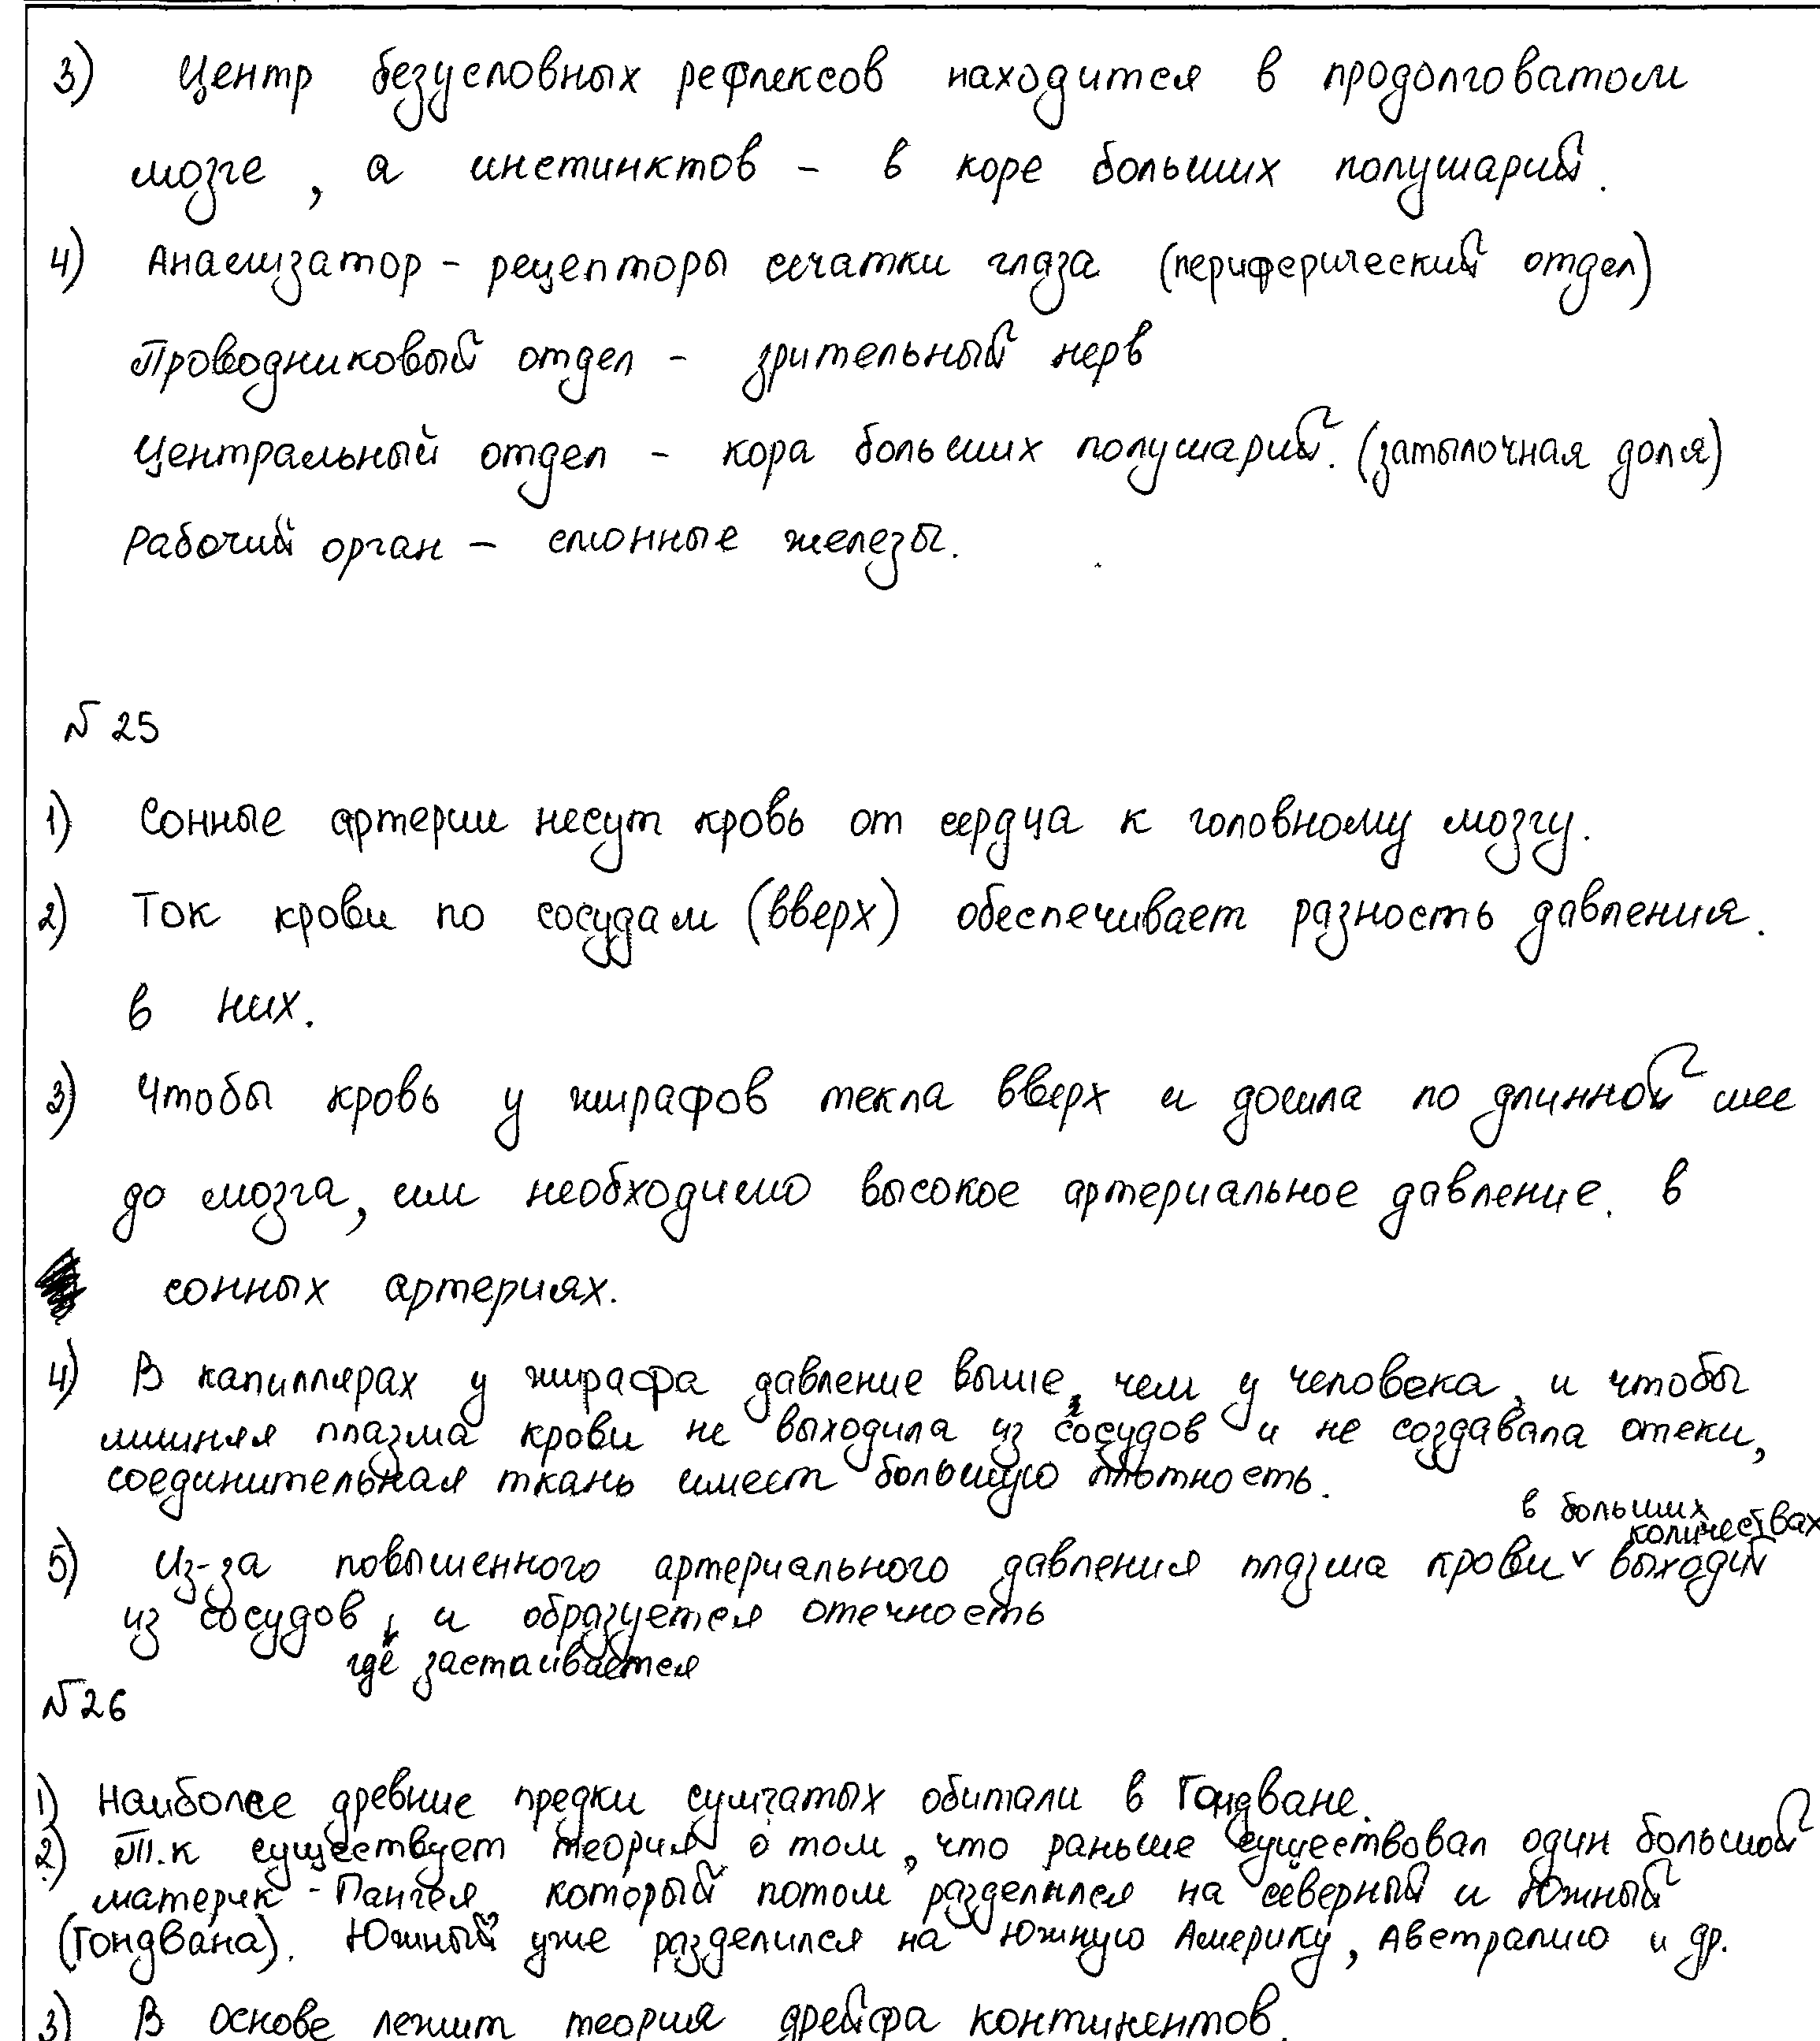 3) Центр безусловных рефлексов находится в продолговатом
мозге, а инстинктов - в коре больших полушарий.
4) Анализатор - рецепторы сетчатки глаза (периферический отдел)
Проводниковый отдел - зрительный нерв
Центральный отдел - кора больших полушарий. (затылочная доля)
Рабочий орган - слюнные железы.
№ 25
1) Сонные артерии несут кровь от сердца к головному мозгу.
2) Ток крови по сосудам (вверх) обеспечивает разность давления.
в них.
3) Чтобы кровь у жирафов текла вверх и дошла по длинной шее
до мозга, им необходимо высокое артериальное давление. в
сонных артериях.
4) В капиллярах у жирафа давление выше, чем у человека, и чтобы
лишняя плазма крови не выходила из сосудов и не создавала отеки,
соединительная ткань имеет большую плотность.
в больших
количествах
5) Из-за повышенного артериального давления плазма крови выходит
из сосудов, и образуется отечность
где застаивается
№ 26
1) Наиболее древние предки сумчатых обитали в Гондване.
2) Т.к существует теория о том, что раньше существовал один большой
материк - Пангея, который потом разделился на северный и Южный
(Гондвана). Южный уже разделился на Южную Америку, Австралию и др.
3) В основе лежит теория дрейфа континентов.